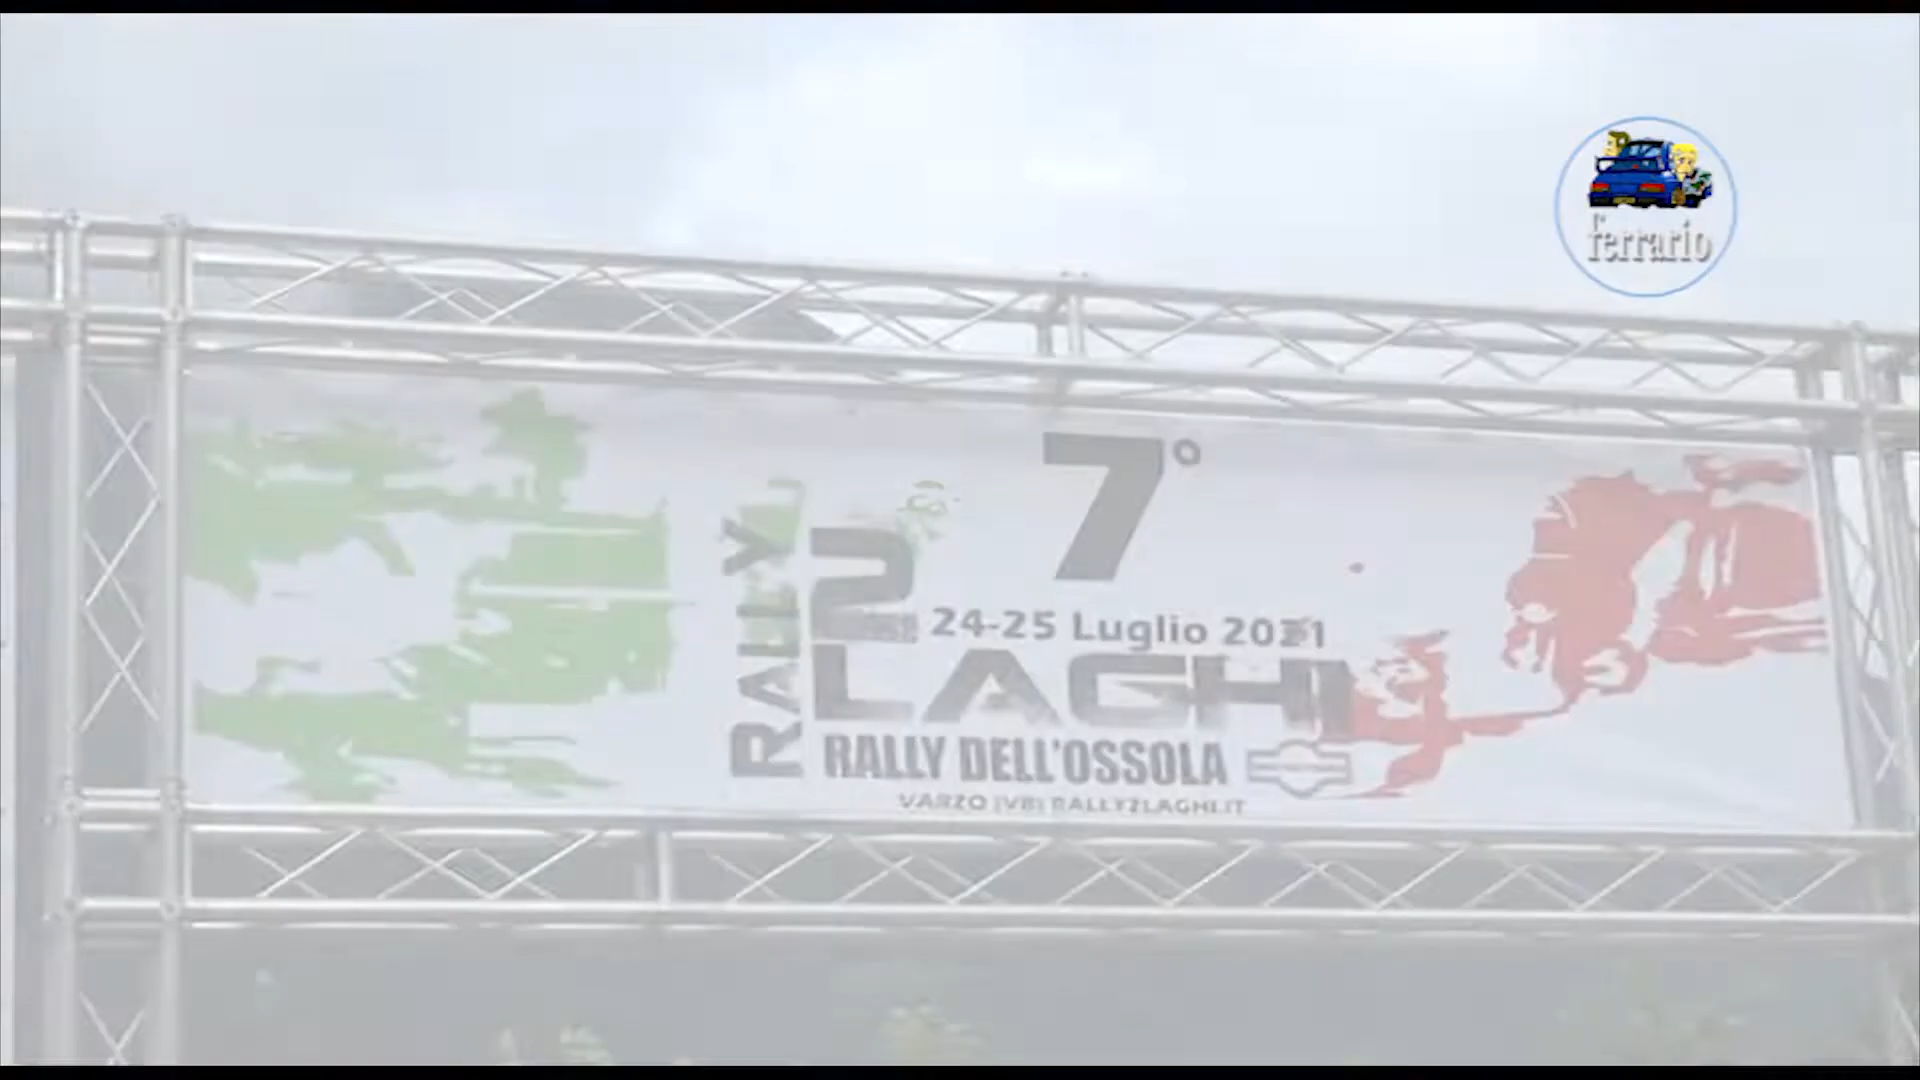 ferrario
7°
RALLY
2
24-25 Luglio 2021
LAGHI
RALLY DELL'OSSOLA
VARZO (VB) RALLY2LAGHI.IT